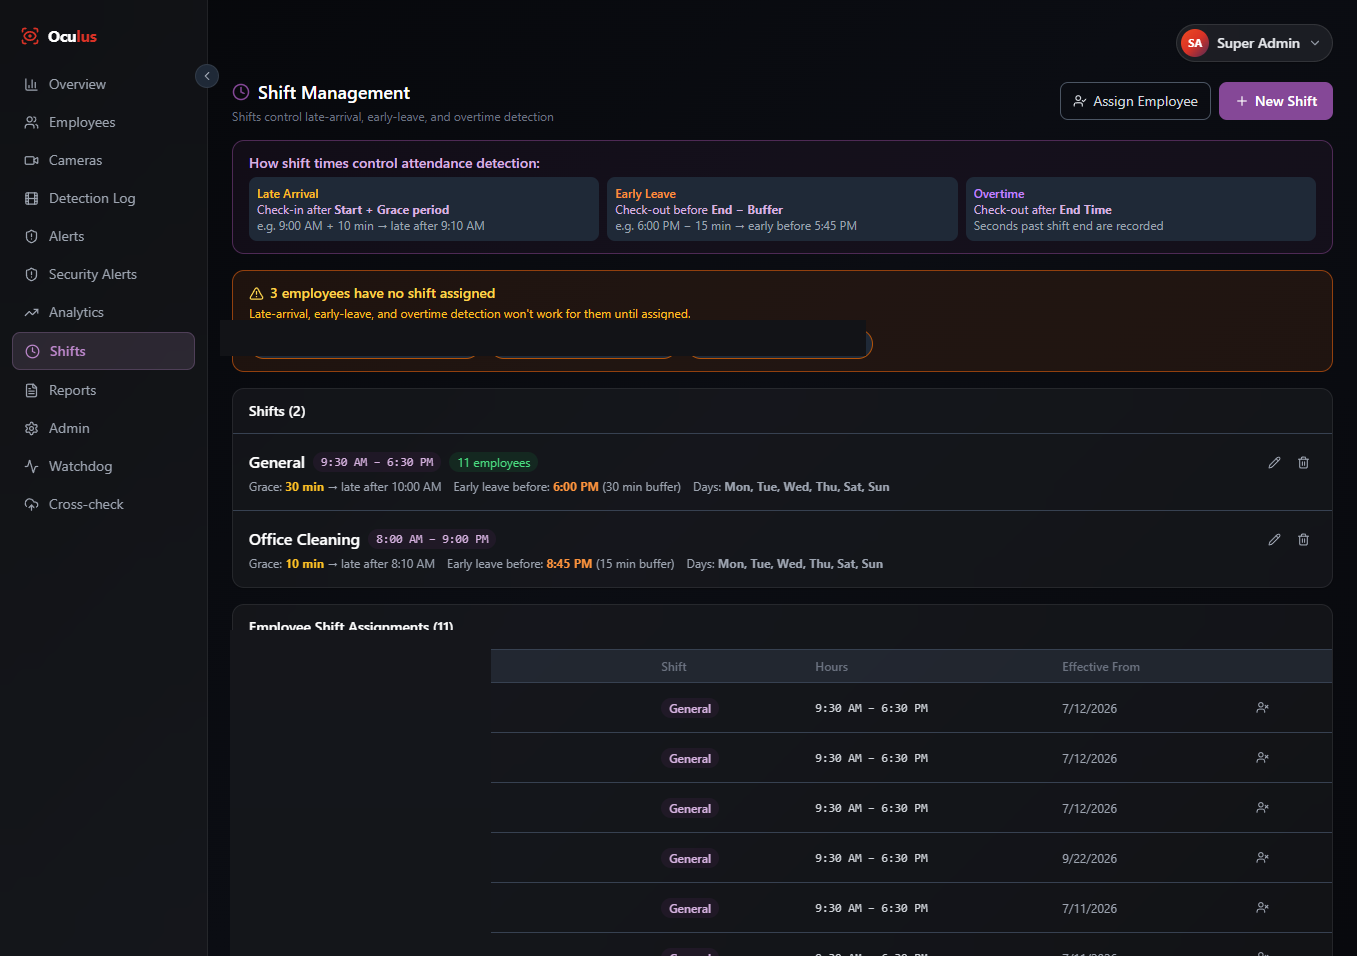 Oculus
SA Super Admin
Overview
Employees
Cameras
Detection Log
Alerts
Security Alerts
Analytics
Shifts
Reports
Admin
Watchdog
Cross-check
Shift Management
Shifts control late-arrival, early-leave, and overtime detection
Assign Employee
+ New Shift
How shift times control attendance detection:
Late Arrival
Check-in after Start + Grace period
e.g. 9:00 AM + 10 min → late after 9:10 AM
Early Leave
Check-out before End − Buffer
e.g. 6:00 PM − 15 min → early before 5:45 PM
Overtime
Check-out after End Time
Seconds past shift end are recorded
3 employees have no shift assigned
Late-arrival, early-leave, and overtime detection won't work for them until assigned.
Shifts (2)
General 9:30 AM – 6:30 PM 11 employees
Grace: 30 min → late after 10:00 AM Early leave before: 6:00 PM (30 min buffer) Days: Mon, Tue, Wed, Thu, Sat, Sun
Office Cleaning 8:00 AM – 9:00 PM
Grace: 10 min → late after 8:10 AM Early leave before: 8:45 PM (15 min buffer) Days: Mon, Tue, Wed, Thu, Sat, Sun
Employee Shift Assignments (11)
Shift Hours Effective From
General 9:30 AM – 6:30 PM 7/12/2026
General 9:30 AM – 6:30 PM 7/12/2026
General 9:30 AM – 6:30 PM 7/12/2026
General 9:30 AM – 6:30 PM 9/22/2026
General 9:30 AM – 6:30 PM 7/11/2026